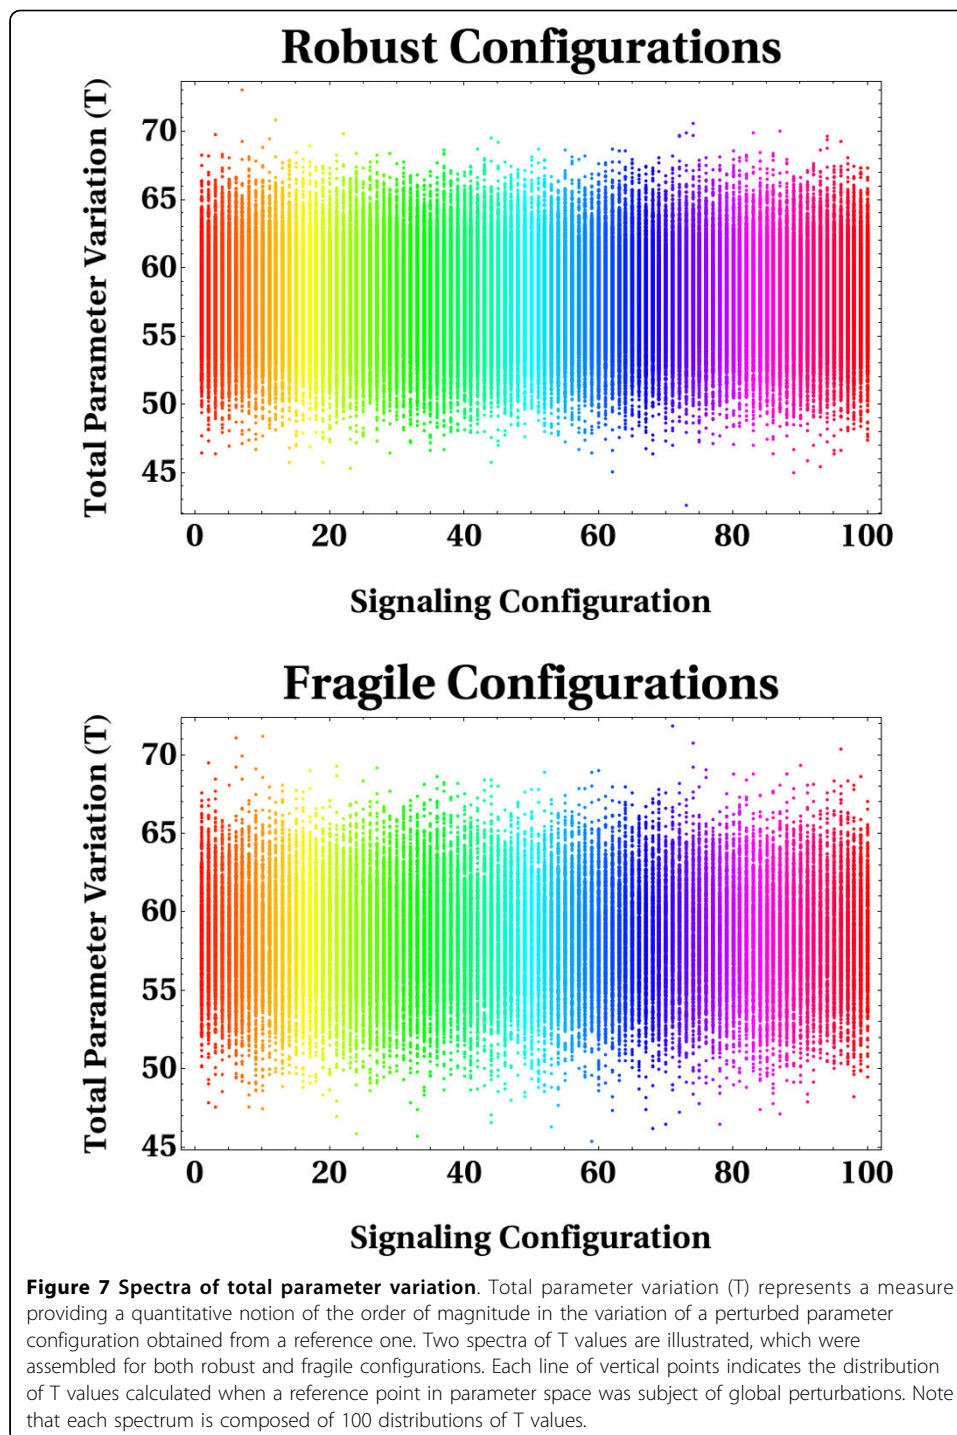 Robust Configurations
Total Parameter Variation (T)
70
65
60
55
50
45
0 20 40 60 80 100
Signaling Configuration
Fragile Configurations
Total Parameter Variation (T)
70
65
60
55
50
45
0 20 40 60 80 100
Signaling Configuration
Figure 7 Spectra of total parameter variation. Total parameter variation (T) represents a measure
providing a quantitative notion of the order of magnitude in the variation of a perturbed parameter
configuration obtained from a reference one. Two spectra of T values are illustrated, which were
assembled for both robust and fragile configurations. Each line of vertical points indicates the distribution
of T values calculated when a reference point in parameter space was subject of global perturbations. Note
that each spectrum is composed of 100 distributions of T values.